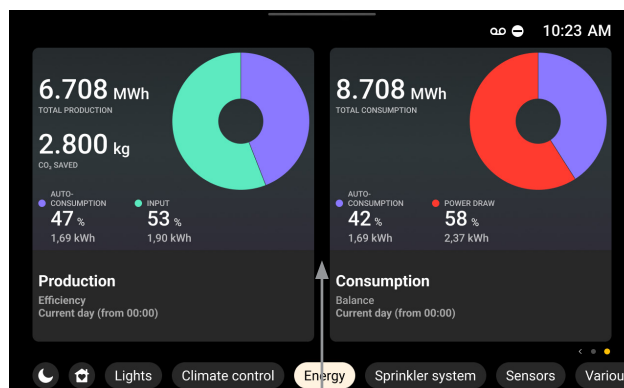 10:23 AM
6.708 MWh
TOTAL PRODUCTION
2.800 kg
CO₂ SAVED
AUTO-
CONSUMPTION
47 %
1,69 kWh
INPUT
53 %
1,90 kWh
Production
Efficiency
Current day (from 00:00)
8.708 MWh
TOTAL CONSUMPTION
AUTO-
CONSUMPTION
42 %
1,69 kWh
POWER DRAW
58 %
2,37 kWh
Consumption
Balance
Current day (from 00:00)
Lights Climate control Energy Sprinkler system Sensors Variou